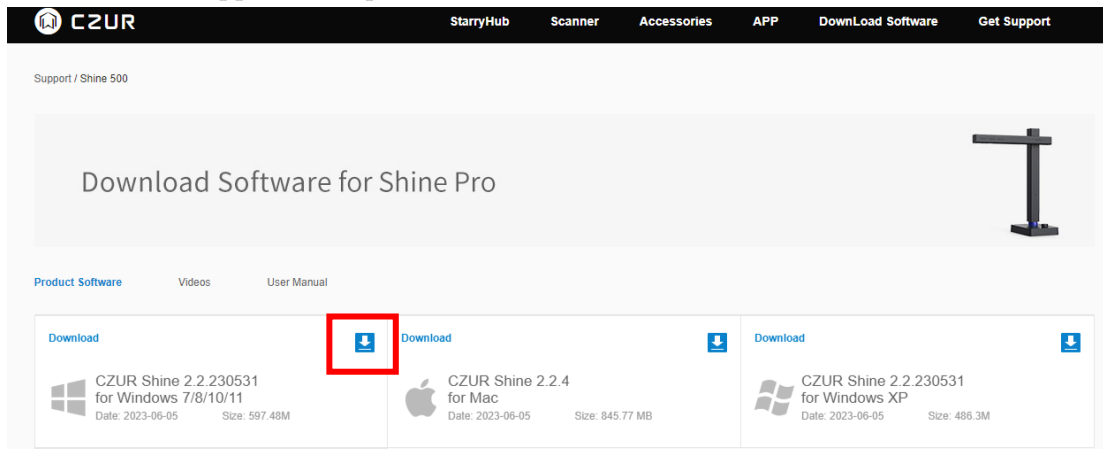 CZUR StarryHub Scanner Accessories APP DownLoad Software Get Support
Support / Shine 500
Download Software for Shine Pro
Product Software Videos User Manual
Download
CZUR Shine 2.2.230531
for Windows 7/8/10/11
Date: 2023-06-05 Size: 597.48M
Download
CZUR Shine 2.2.4
for Mac
Date: 2023-06-05 Size: 845.77 MB
Download
CZUR Shine 2.2.230531
for Windows XP
Date: 2023-06-05 Size: 486.3M